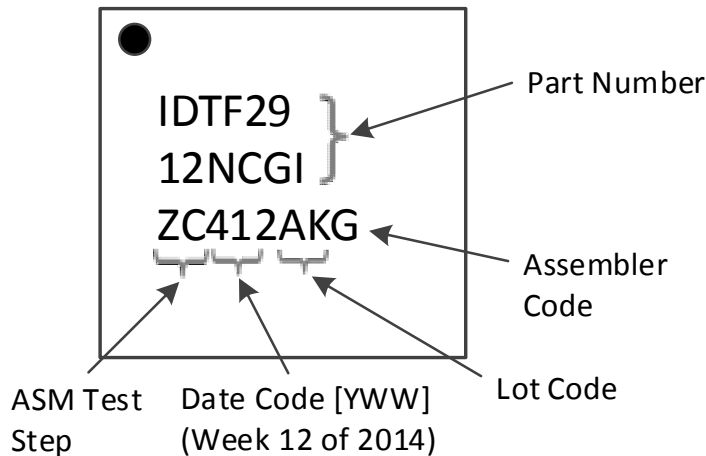 IDTF29
12NCGI
ZC412AKG
Part Number
Assembler
Code
Lot Code
Date Code [YWW]
(Week 12 of 2014)
ASM Test
Step